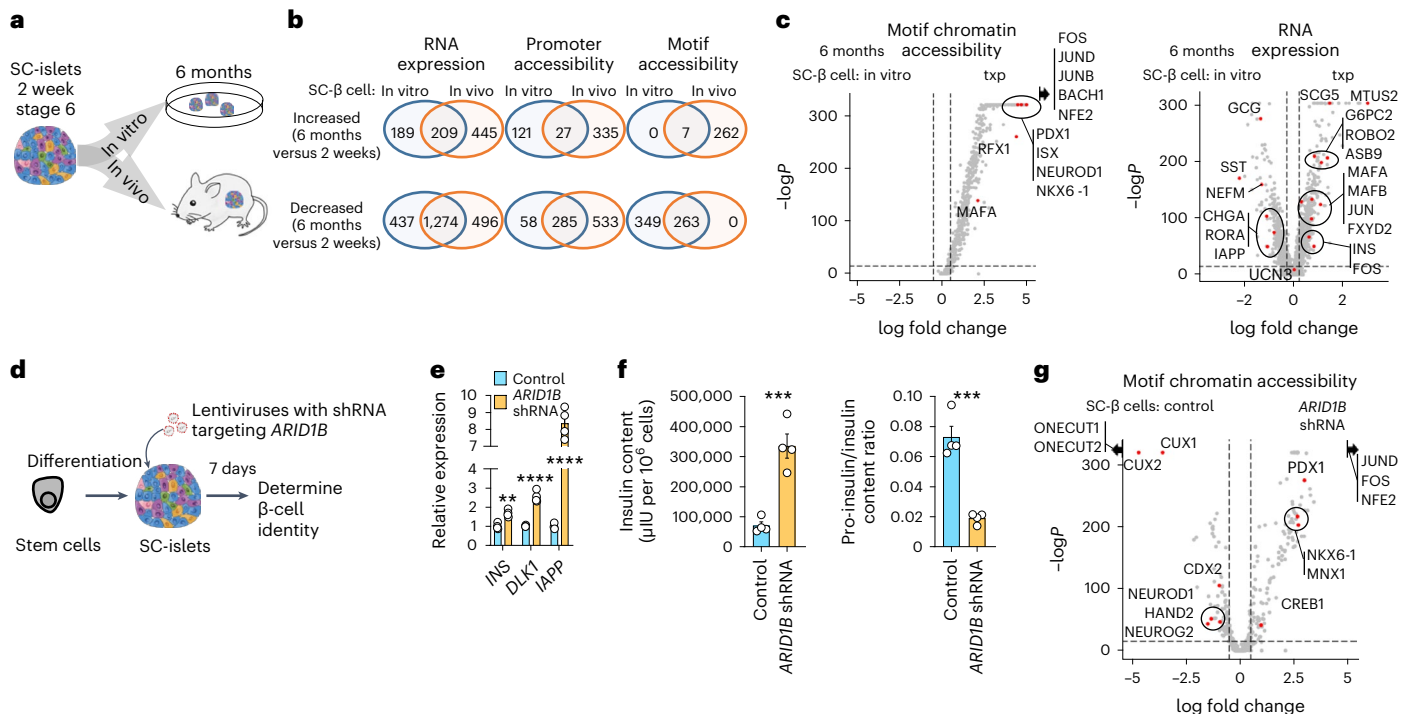 a
SC-islets
2 week
stage 6
6 months
In vitro
In vivo
b
RNA
expression
Promoter
accessibility
Motif
accessibility
SC-β cell: In vitro In vivo In vitro In vivo In vitro In vivo
Increased
(6 months
versus 2 weeks)
189 209 445 121 27 335 0 7 262
Decreased
(6 months
versus 2 weeks)
437 1,274 496 58 285 533 349 263 0
c
Motif chromatin
accessibility
6 months
SC-β cell: in vitro
txp
FOS
JUND
JUNB
BACH1
NFE2
PDX1
ISX
NEUROD1
NKX6 -1
RFX1
MAFA
–logP
300
200
100
0
–5 –2.5 0 2.5 5
log fold change
RNA
expression
6 months
SC-β cell: in vitro
txp
GCG
SST
NEFM
CHGA
RORA
IAPP
UCN3
SCG5
MTUS2
G6PC2
ROBO2
ASB9
MAFA
MAFB
JUN
FXYD2
INS
FOS
–logP
300
200
100
0
–2 0 2
log fold change
d
Lentiviruses with shRNA
targeting ARID1B
Differentiation
7 days
Determine
β-cell
identity
Stem cells
SC-islets
e
Control
ARID1B
shRNA
Relative expression
10
9
8
7
4
3
2
1
0
**
****
****
INS
DLK1
IAPP
f
Insulin content
(μIU per 10⁶ cells)
500,000
400,000
300,000
200,000
100,000
0
***
Control
ARID1B shRNA
Pro-insulin/insulin
content ratio
0.10
0.08
0.06
0.04
0.02
0
***
Control
ARID1B shRNA
g
Motif chromatin accessibility
SC-β cells: control
ARID1B
shRNA
ONECUT1
ONECUT2
CUX1
CUX2
PDX1
JUND
FOS
NFE2
NKX6-1
MNX1
CDX2
NEUROD1
HAND2
NEUROG2
CREB1
–logP
300
200
100
0
–5 –2.5 0 2.5 5
log fold change